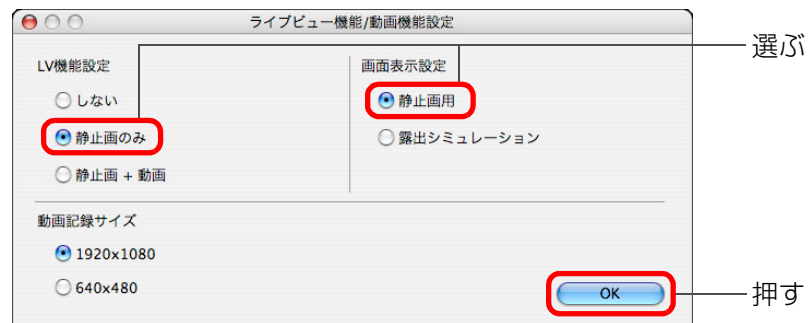 ライブビュー機能/動画機能設定
選ぶ
LV機能設定
しない
静止画のみ
静止画 + 動画
画面表示設定
静止画用
露出シミュレーション
動画記録サイズ
1920x1080
640x480
OK
押す